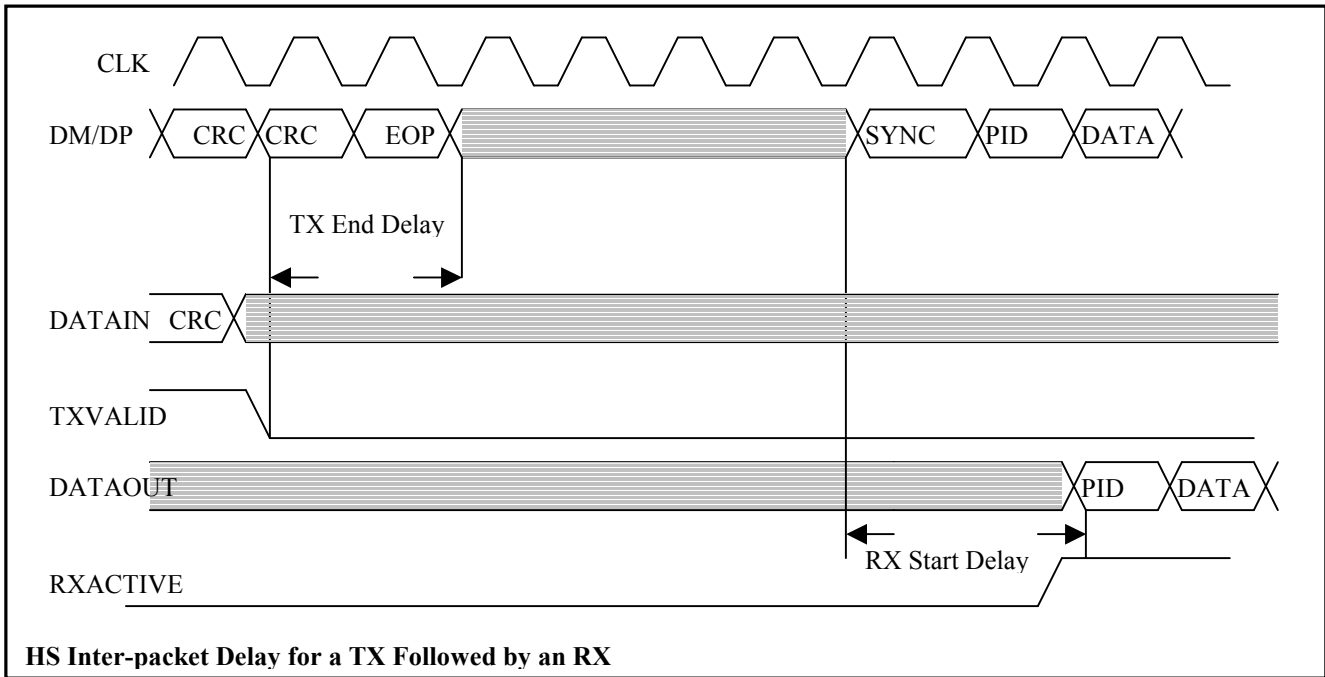 CLK
DM/DP CRC CRC EOP SYNC PID DATA
TX End Delay
DATAIN CRC
TXVALID
DATAOUT PID DATA
RX Start Delay
RXACTIVE
HS Inter-packet Delay for a TX Followed by an RX